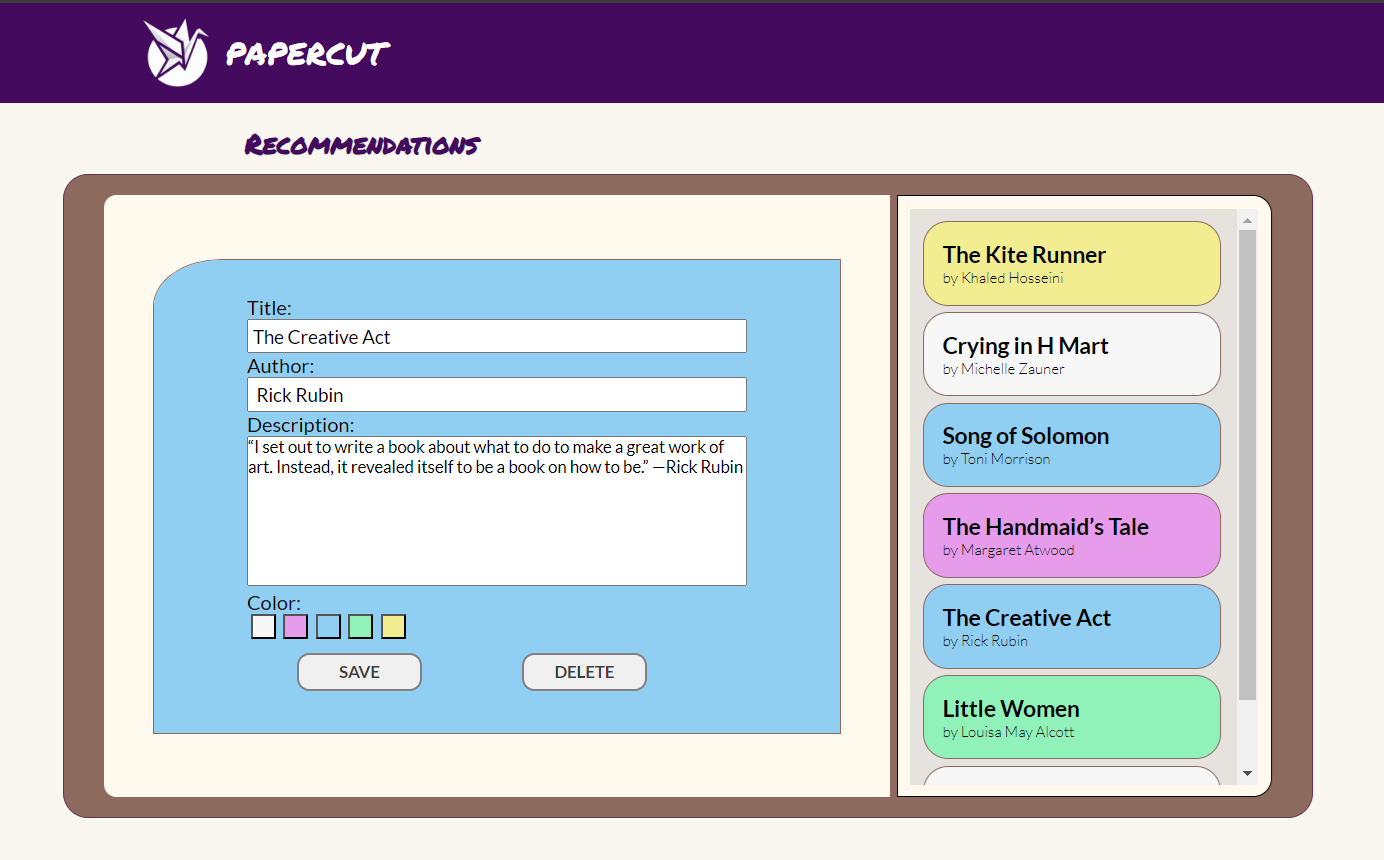 PAPERCUT
Recommendations
Title:
The Creative Act
Author:
Rick Rubin
Description:
“I set out to write a book about what to do to make a great work of
art. Instead, it revealed itself to be a book on how to be.” —Rick Rubin
Color:
SAVE
DELETE
The Kite Runner
by Khaled Hosseini
Crying in H Mart
by Michelle Zauner
Song of Solomon
by Toni Morrison
The Handmaid’s Tale
by Margaret Atwood
The Creative Act
by Rick Rubin
Little Women
by Louisa May Alcott